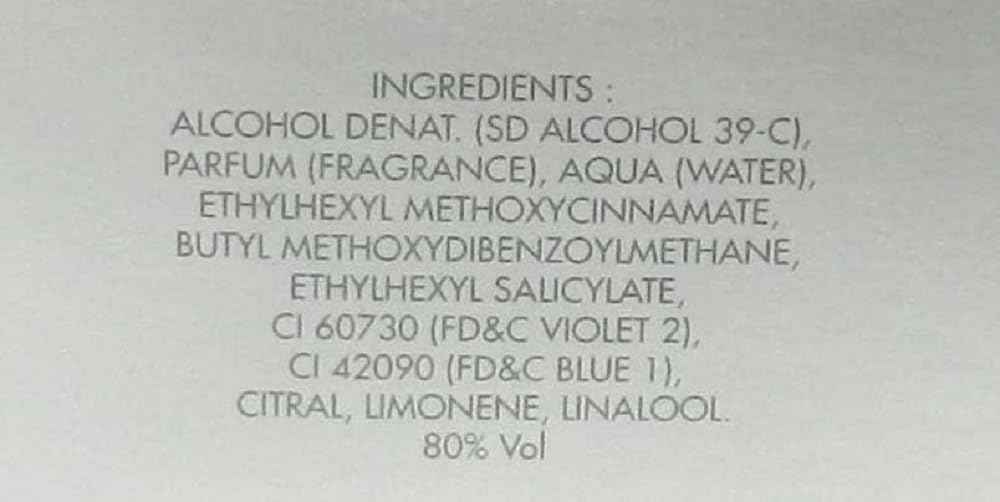 INGREDIENTS :
ALCOHOL DENAT. (SD ALCOHOL 39-C),
PARFUM (FRAGRANCE), AQUA (WATER),
ETHYLHEXYL METHOXYCINNAMATE,
BUTYL METHOXYDIBENZOYLMETHANE,
ETHYLHEXYL SALICYLATE,
CI 60730 (FD&C VIOLET 2),
CI 42090 (FD&C BLUE 1),
CITRAL, LIMONENE, LINALOOL.
80% Vol